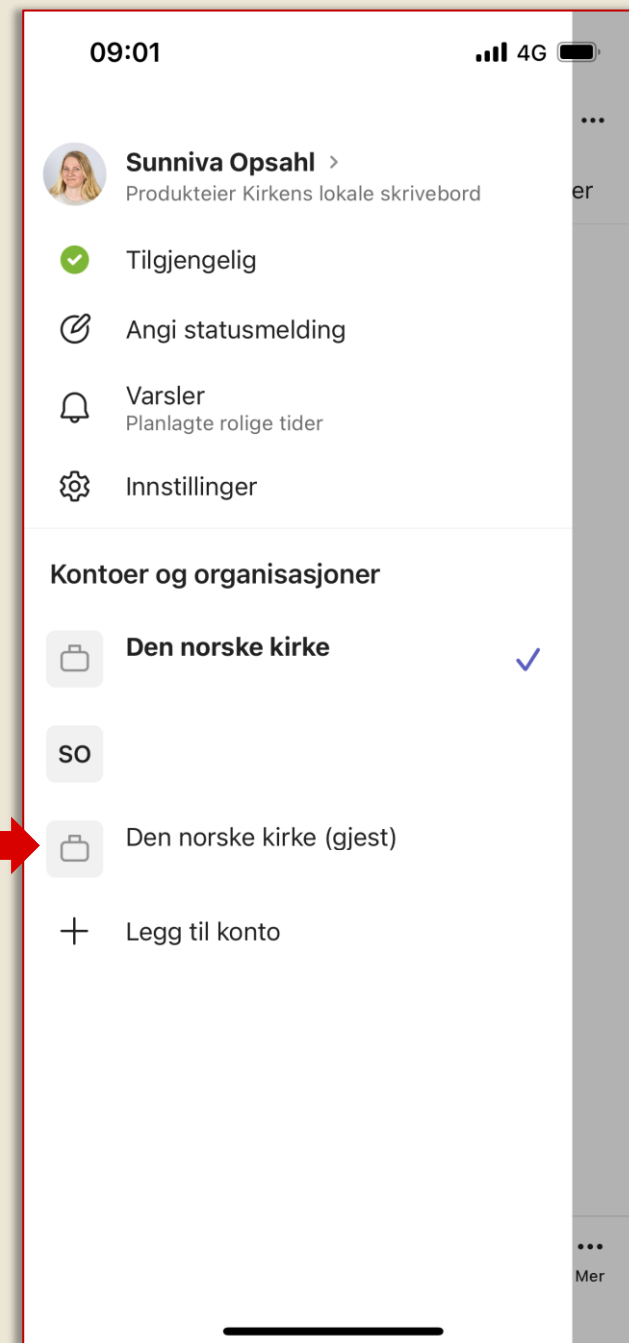 09:01
4G
...
er
Sunniva Opsahl >
Produkteier Kirkens lokale skrivebord
Tilgjengelig
Angi statusmelding
Varsler
Planlagte rolige tider
Innstillinger
Kontoer og organisasjoner
Den norske kirke
SO
Den norske kirke (gjest)
Legg til konto
...
Mer